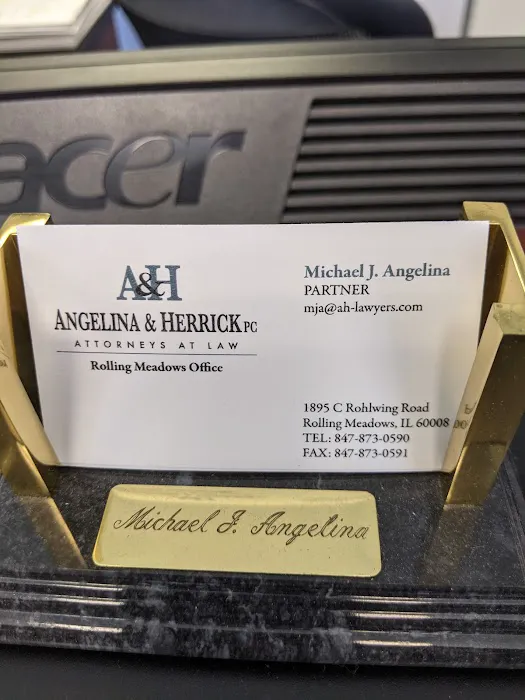 acer
A&H
ANGELINA & HERRICK PC
ATTORNEYS AT LAW
Rolling Meadows Office
Michael J. Angelina
PARTNER
mja@ah-lawyers.com
1895 C Rohlwing Road
Rolling Meadows, IL 60008
TEL: 847-873-0590
FAX: 847-873-0591
Michael J. Angelina